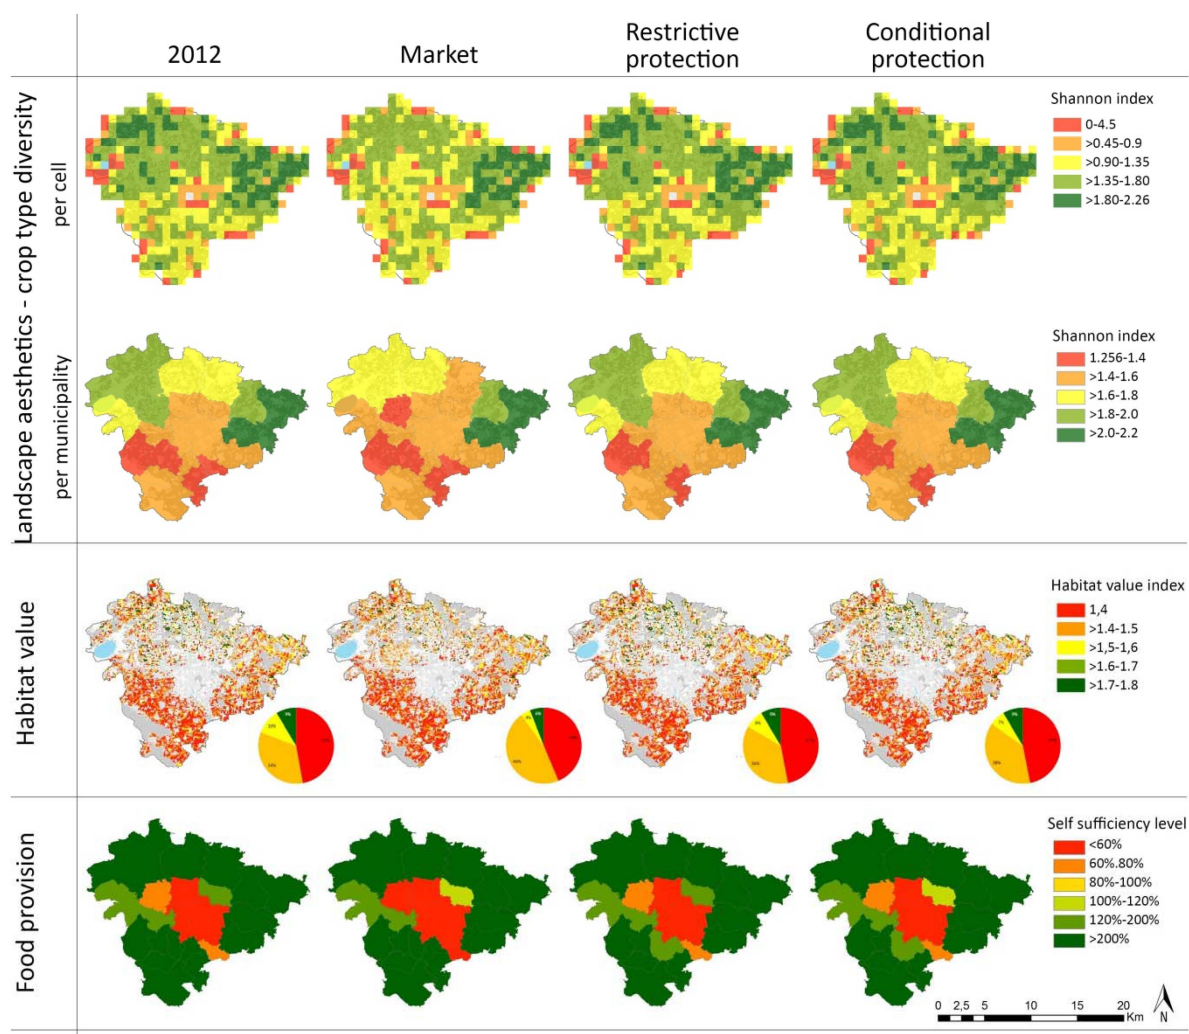 2012
Market
Restrictive
protection
Conditional
protection
Landscape aesthetics - crop type diversity
per cell
Shannon index
0-4.5
>0.45-0.9
>0.90-1.35
>1.35-1.80
>1.80-2.26
per municipality
Shannon index
1.256-1.4
>1.4-1.6
>1.6-1.8
>1.8-2.0
>2.0-2.2
Habitat value
Habitat value index
1,4
>1.4-1.5
>1,5-1,6
>1.6-1.7
>1.7-1.8
Food provision
Self sufficiency level
<60%
60%.80%
80%-100%
100%-120%
120%-200%
>200%
0 2,5 5 10 15 20
Km
N